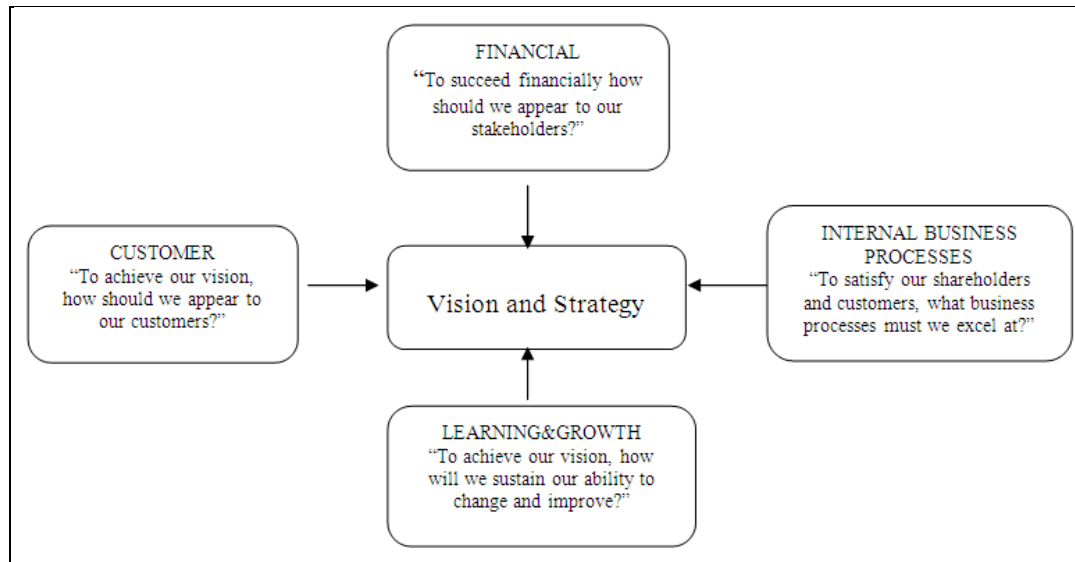 FINANCIAL
“To succeed financially how
should we appear to our
stakeholders?”
CUSTOMER
“To achieve our vision,
how should we appear to
our customers?”
Vision and Strategy
INTERNAL BUSINESS
PROCESSES
“To satisfy our shareholders
and customers, what business
processes must we excel at?”
LEARNING&GROWTH
“To achieve our vision, how
will we sustain our ability to
change and improve?”